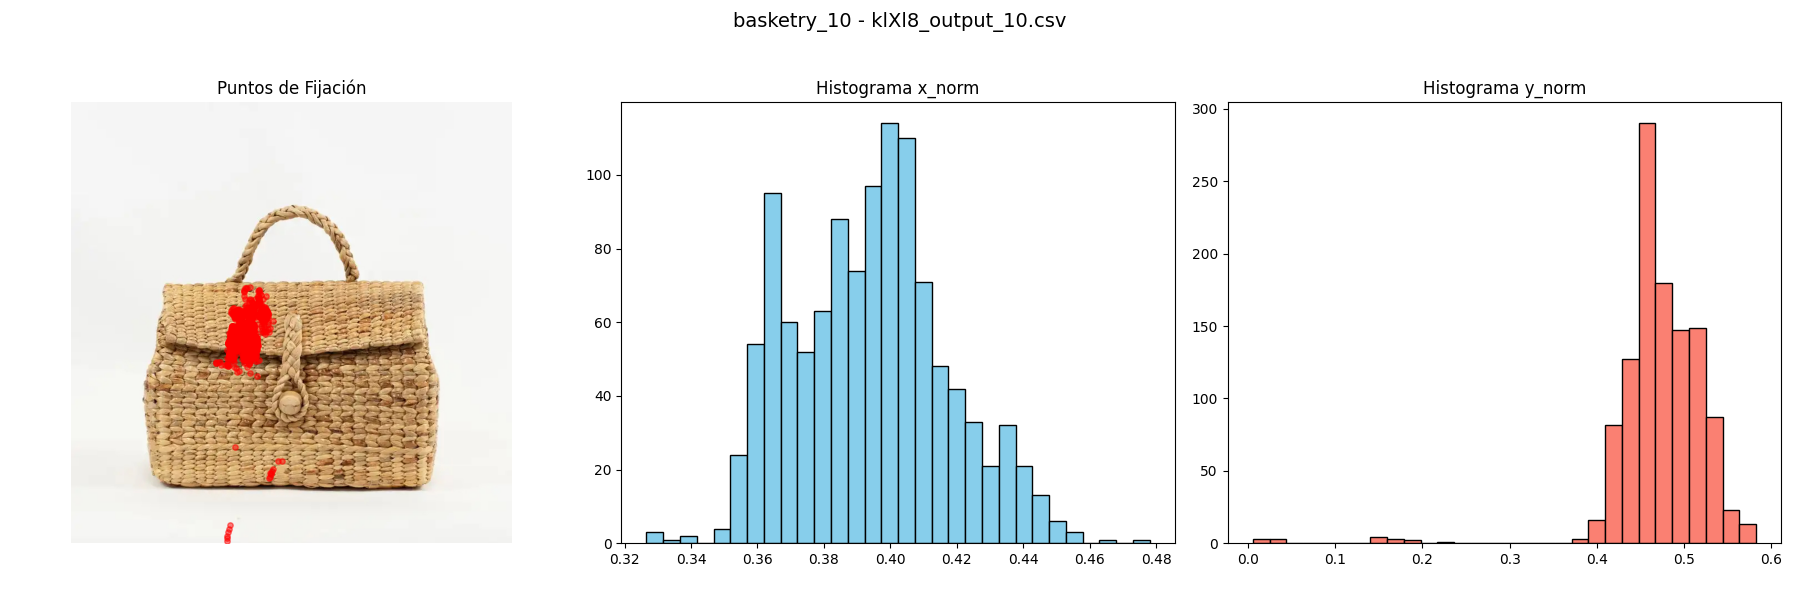 basketry_10 - klXl8_output_10.csv
Puntos de Fijación
Histograma x_norm
Histograma y_norm
100
80
60
40
20
0
0.32 0.34 0.36 0.38 0.40 0.42 0.44 0.46 0.48
300
250
200
150
100
50
0
0.0 0.1 0.2 0.3 0.4 0.5 0.6